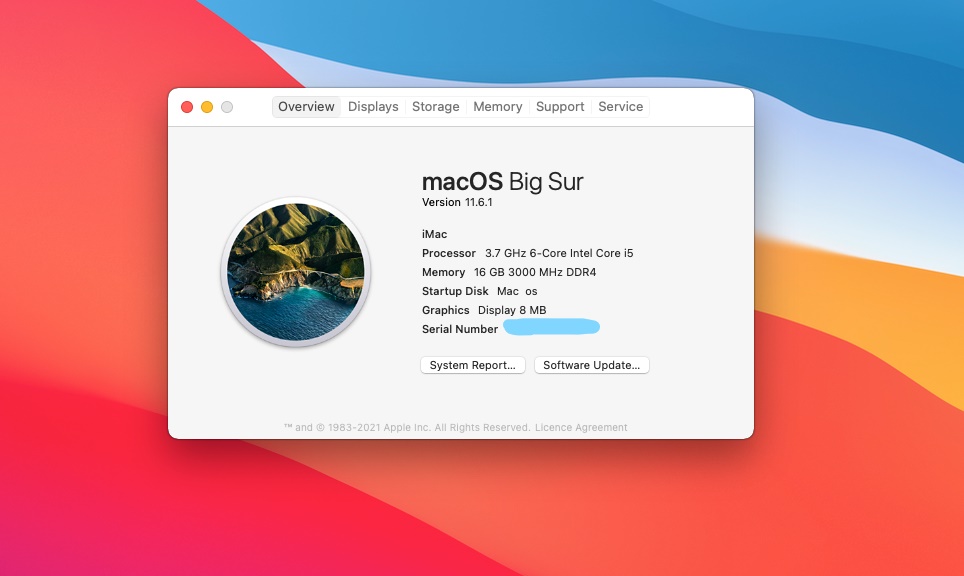 Overview Displays Storage Memory Support Service
macOS Big Sur
Version 11.6.1
iMac
Processor 3.7 GHz 6-Core Intel Core i5
Memory 16 GB 3000 MHz DDR4
Startup Disk Mac os
Graphics Display 8 MB
Serial Number
System Report... Software Update...
™ and © 1983-2021 Apple Inc. All Rights Reserved. Licence Agreement